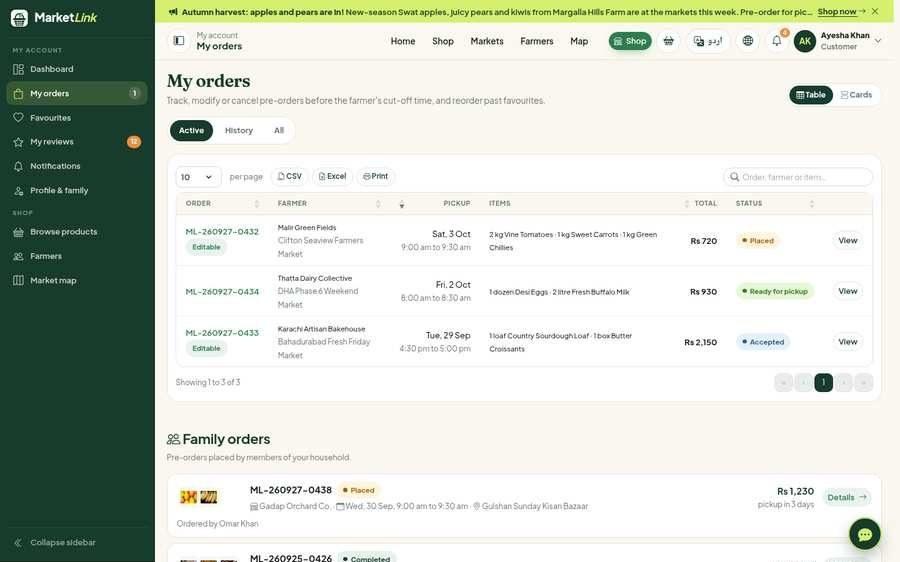 MarketLink
Autumn harvest: apples and pears are in! New-season Swat apples, juicy pears and kiwis from Margalla Hills Farm are at the markets this week. Pre-order for pic…
Shop now →
MY ACCOUNT
Dashboard
My orders 1
Favourites
My reviews 12
Notifications
Profile & family
SHOP
Browse products
Farmers
Market map
Collapse sidebar
My account
My orders
Home
Shop
Markets
Farmers
Map
Shop
اردو
AK
Ayesha Khan
Customer
My orders
Track, modify or cancel pre-orders before the farmer's cut-off time, and reorder past favourites.
Table
Cards
Active
History
All
10
per page
CSV
Excel
Print
Order, farmer or item...
ORDER FARMER PICKUP ITEMS TOTAL STATUS
ML-260927-0432
Editable
Malir Green Fields
Clifton Seaview Farmers
Market
Sat, 3 Oct
9:00 am to 9:30 am
2 kg Vine Tomatoes · 1 kg Sweet Carrots · 1 kg Green
Chillies
Rs 720
Placed
View
ML-260927-0434
Thatta Dairy Collective
DHA Phase 6 Weekend
Market
Fri, 2 Oct
8:00 am to 8:30 am
1 dozen Desi Eggs · 2 litre Fresh Buffalo Milk
Rs 930
Ready for pickup
View
ML-260927-0433
Editable
Karachi Artisan Bakehouse
Bahadurabad Fresh Friday
Market
Tue, 29 Sep
4:30 pm to 5:00 pm
1 loaf Country Sourdough Loaf · 1 box Butter
Croissants
Rs 2,150
Accepted
View
Showing 1 to 3 of 3
« ‹ 1 › »
Family orders
Pre-orders placed by members of your household.
ML-260927-0438
Placed
Gadap Orchard Co. · Wed, 30 Sep, 9:00 am to 9:30 am · Gulshan Sunday Kisan Bazaar
Rs 1,230
pickup in 3 days
Details →
Ordered by Omar Khan
ML-260925-0426
Completed